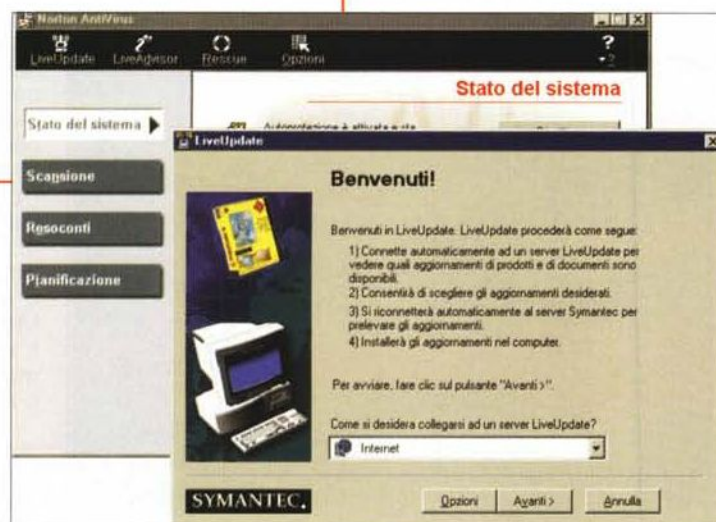 Norton AntiVirus
LiveUpdate LiveAdvisor Rescue Opzioni ?
Stato del sistema
Stato del sistema
Autoprotezione è attivata e sta
Scansione
Resoconti
Pianificazione
LiveUpdate
Benvenuti!
Benvenuti in LiveUpdate. LiveUpdate procederà come segue:
1) Connette automaticamente ad un server LiveUpdate per
vedere quali aggiornamenti di prodotti e di documenti sono
disponibili.
2) Consentirà di scegliere gli aggiornamenti desiderati.
3) Si riconnetterà automaticamente al server Symantec per
prelevare gli aggiornamenti.
4) Installerà gli aggiornamenti nel computer.
Per avviare, fare clic sul pulsante "Avanti >".
Come si desidera collegarsi ad un server LiveUpdate?
Internet
SYMANTEC.
Opzioni Avanti > Annulla